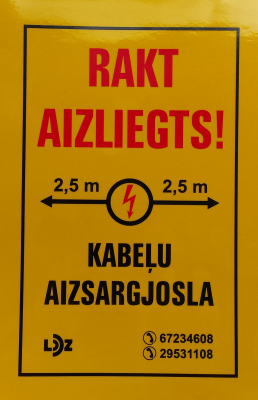 RAKT
AIZLIEGTS!
2,5 m 2,5 m
KABEĻU
AIZSARGJOSLA
LDZ 67234608
29531108